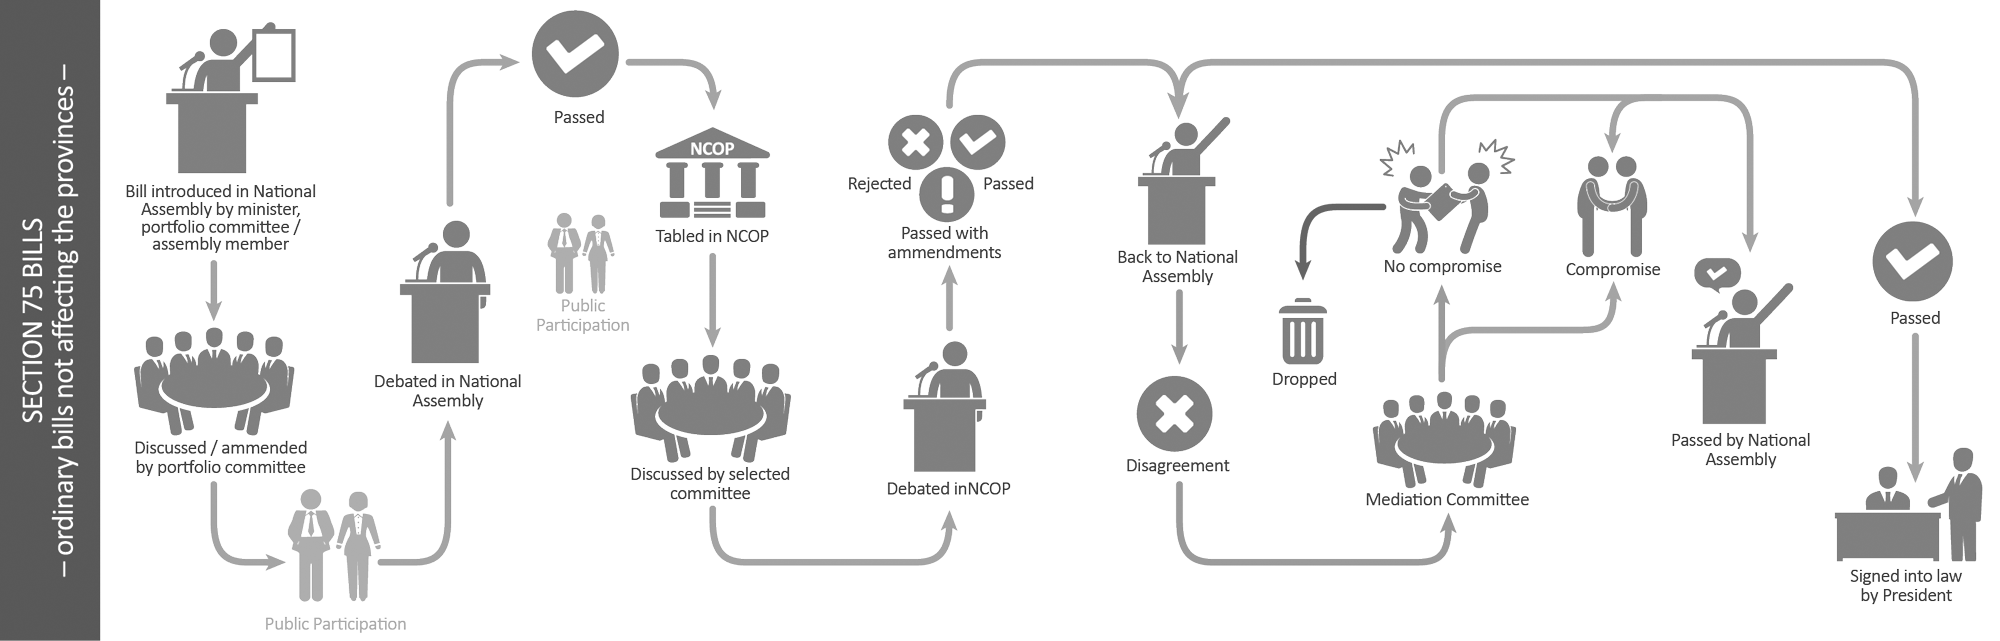 SECTION 75 BILLS
– ordinary bills not affecting the provinces –
Bill introduced in National
Assembly by minister,
portfolio committee /
assembly member
Discussed / ammended
by portfolio committee
Public Participation
Debated in National
Assembly
Passed
NCOP
Tabled in NCOP
Public
Participation
Discussed by selected
committee
Debated inNCOP
Rejected
Passed
Passed with
ammendments
Back to National
Assembly
Disagreement
Mediation Committee
No compromise
Dropped
Compromise
Passed by National
Assembly
Passed
Signed into law
by President